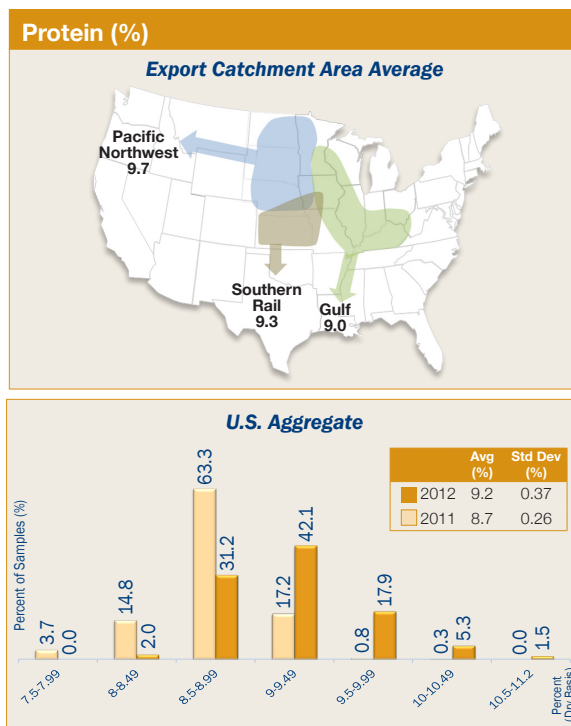 Protein (%)
Export Catchment Area Average
Pacific
Northwest
9.7
Southern
Rail
9.3
Gulf
9.0
U.S. Aggregate
Avg Std Dev
(%) (%)
2012 9.2 0.37
2011 8.7 0.26
Percent of Samples (%)
3.7 0.0
14.8 2.0
63.3 31.2
17.2 42.1
0.8 17.9
0.3 5.3
0.0 1.5
7.5-7.99
8-8.49
8.5-8.99
9-9.49
9.5-9.99
10-10.49
10.5-11.2
Percent
(Dry Basis)